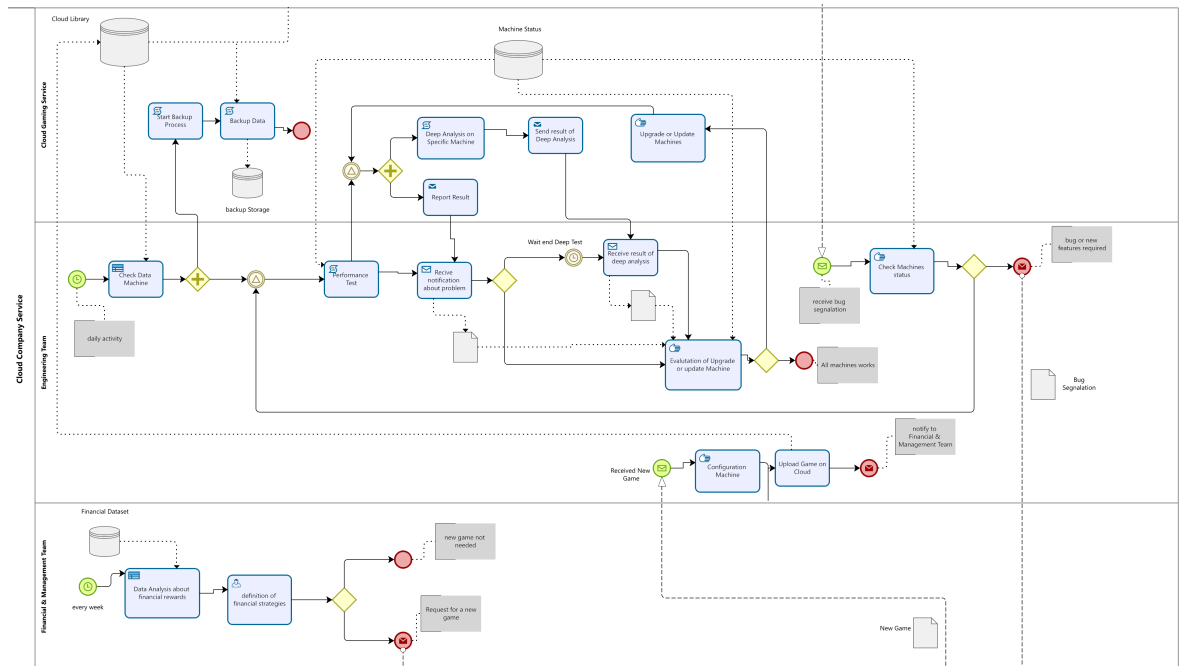 Cloud Company Service
Cloud Gaming Service
Cloud Library
Machine Status
Start Backup
Process
Backup Data
backup Storage
Deep Analysis on
Specific Machine
Send result of
Deep Analysis
Upgrade or Update
Machines
Report Result
Engineering Team
Check Data
Machine
daily activity
Performance
Test
Recive
notification
about problem
Wait end Deep Test
Receive result of
deep analysis
Evalutation of Upgrade
or update Machine
All machines works
receive bug
segnalation
Check Machines
status
bug or new
features required
Bug
Segnalation
Received New
Game
Configuration
Machine
Upload Game on
Cloud
notify to
Financial &
Management Team
Financial & Management Team
Financial Dataset
every week
Data Analysis about
financial rewards
definition of
financial strategies
new game not
needed
Request for a new
game
New Game